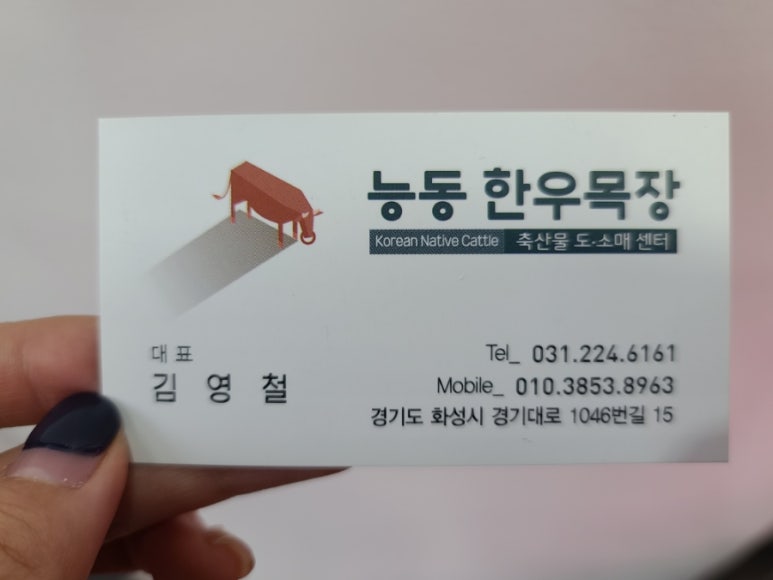 능동 한우목장
Korean Native Cattle 축산물 도·소매 센터
대표
김 영 철
Tel_ 031.224.6161
Mobile_ 010.3853.8963
경기도 화성시 경기대로 1046번길 15